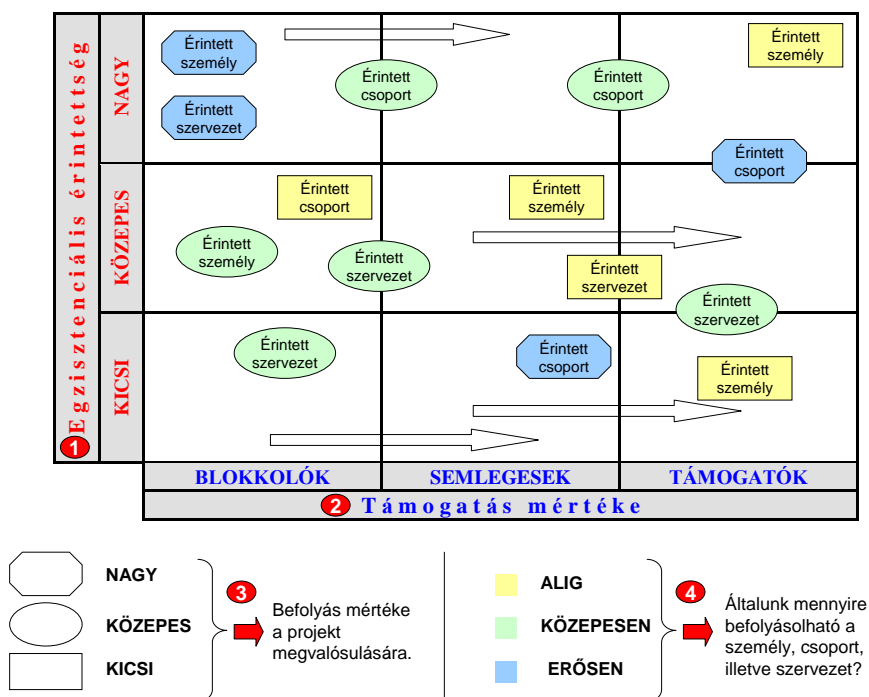 Egzisztenciális érintettség
1
NAGY
Érintett
személy
Érintett
szervezet
Érintett
csoport
Érintett
csoport
Érintett
személy
Érintett
csoport
KÖZEPES
Érintett
csoport
Érintett
személy
Érintett
személy
Érintett
szervezet
Érintett
szervezet
Érintett
szervezet
KICSI
Érintett
szervezet
Érintett
csoport
Érintett
személy
BLOKKOLÓK
SEMLEGESEK
TÁMOGATÓK
2 Támogatás mértéke
NAGY
KÖZEPES
KICSI
3
Befolyás mértéke
a projekt
megvalósulására.
ALIG
KÖZEPESEN
ERŐSEN
4
Általunk mennyire
befolyásolható a
személy, csoport,
illetve szervezet?